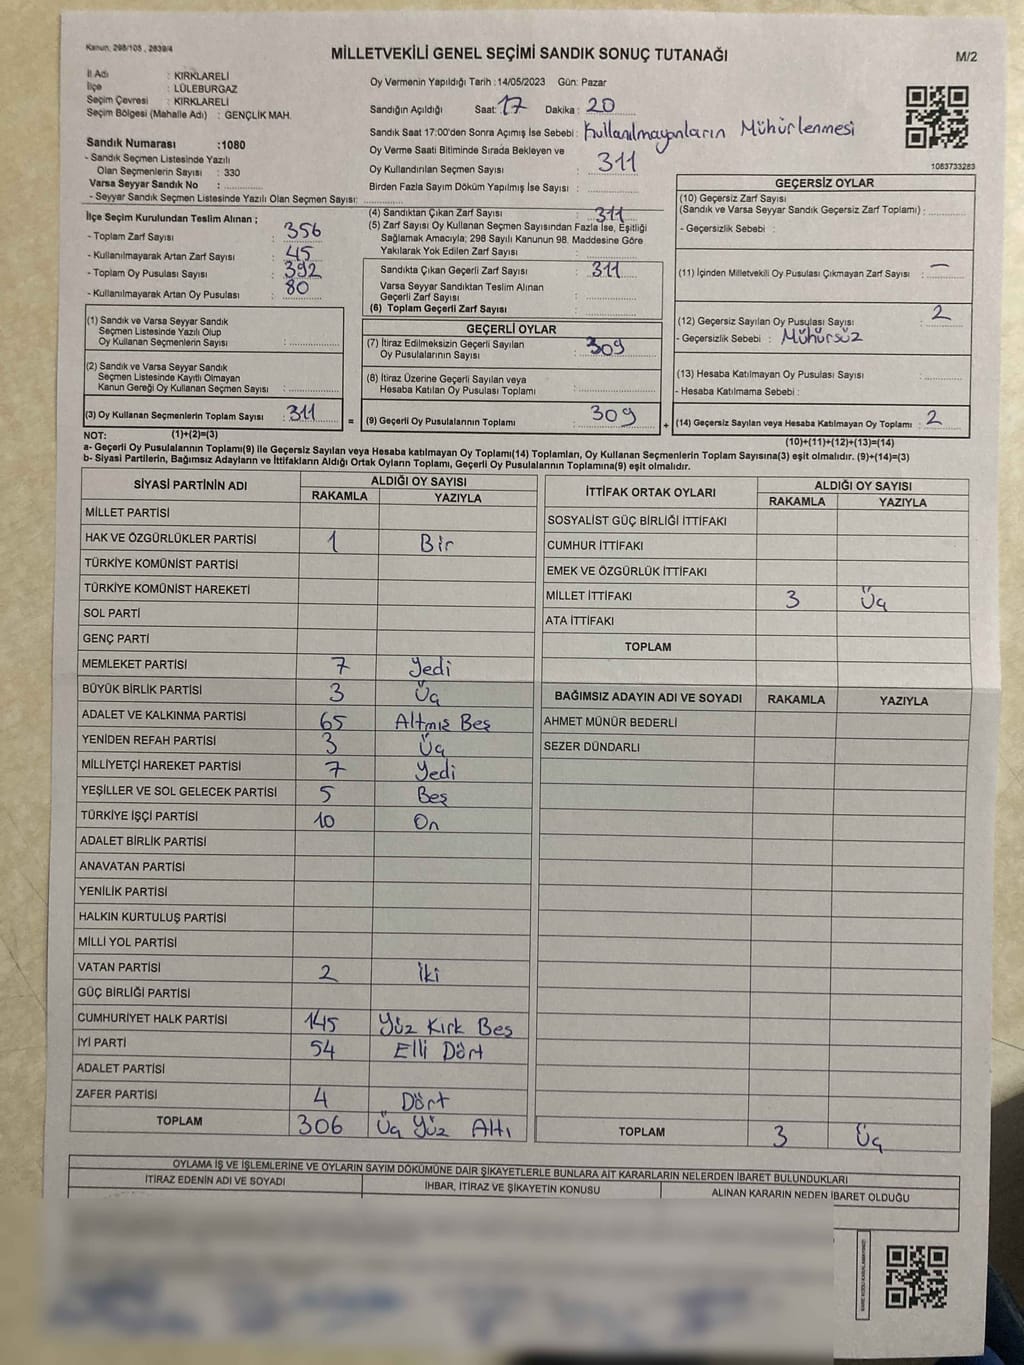 Kanun, 298/105 , 2839/4
MİLLETVEKİLİ GENEL SEÇİMİ SANDIK SONUÇ TUTANAĞI
M/2
İl Adı : KIRKLARELİ
İlçe : LÜLEBURGAZ
Seçim Çevresi : KIRKLARELİ
Seçim Bölgesi (Mahalle Adı) : GENÇLİK MAH.
Sandık Numarası :1080
- Sandık Seçmen Listesinde Yazılı
Olan Seçmenlerin Sayısı : 330
Varsa Seyyar Sandık No :
- Seyyar Sandık Seçmen Listesinde Yazılı Olan Seçmen Sayısı:
Oy Vermenin Yapıldığı Tarih :14/05/2023 Gün: Pazar
Sandığın Açıldığı Saat: 17 Dakika : 20
Sandık Saat 17:00'den Sonra Açımış İse Sebebi : Kullanılmayanların Mühürlenmesi
Oy Verme Saati Bitiminde Sırada Bekleyen ve
Oy Kullandırılan Seçmen Sayısı : 311
Birden Fazla Sayım Döküm Yapılmış İse Sayısı :
1083733283
İlçe Seçim Kurulundan Teslim Alınan ;
- Toplam Zarf Sayısı : 356
- Kullanılmayarak Artan Zarf Sayısı : 45
- Toplam Oy Pusulası Sayısı : 392
- Kullanılmayarak Artan Oy Pusulası : 80
(1) Sandık ve Varsa Seyyar Sandık
Seçmen Listesinde Yazılı Olup
Oy Kullanan Seçmenlerin Sayısı :
(2) Sandık ve Varsa Seyyar Sandık
Seçmen Listesinde Kayıtlı Olmayan
Kanun Gereği Oy Kullanan Seçmen Sayısı :
(3) Oy Kullanan Seçmenlerin Toplam Sayısı : 311 =
(1)+(2)=(3)
(4) Sandıktan Çıkan Zarf Sayısı : 311
(5) Zarf Sayısı Oy Kullanan Seçmen Sayısından Fazla İse, Eşitliği
Sağlamak Amacıyla; 298 Sayılı Kanunun 98. Maddesine Göre
Yakılarak Yok Edilen Zarf Sayısı :
Sandıkta Çıkan Geçerli Zarf Sayısı : 311
Varsa Seyyar Sandıktan Teslim Alınan
Geçerli Zarf Sayısı :
(6) Toplam Geçerli Zarf Sayısı :
GEÇERLİ OYLAR
(7) İtiraz Edilmeksizin Geçerli Sayılan
Oy Pusulalarının Sayısı : 309
(8) İtiraz Üzerine Geçerli Sayılan veya
Hesaba Katılan Oy Pusulası Toplamı :
(9) Geçerli Oy Pusulalarının Toplamı : 309 +
GEÇERSİZ OYLAR
(10) Geçersiz Zarf Sayısı
(Sandık ve Varsa Seyyar Sandık Geçersiz Zarf Toplamı) :
- Geçersizlik Sebebi :
(11) İçinden Milletvekili Oy Pusulası Çıkmayan Zarf Sayısı : —
(12) Geçersiz Sayılan Oy Pusulası Sayısı : 2
- Geçersizlik Sebebi : Mühürsüz
(13) Hesaba Katılmayan Oy Pusulası Sayısı :
- Hesaba Katılmama Sebebi :
(14) Geçersiz Sayılan veya Hesaba Katılmayan Oy Toplamı : 2
(10)+(11)+(12)+(13)=(14)
NOT:
a- Geçerli Oy Pusulalarının Toplamı(9) ile Geçersiz Sayılan veya Hesaba katılmayan Oy Toplamı(14) Toplamları, Oy Kullanan Seçmenlerin Toplam Sayısına(3) eşit olmalıdır. (9)+(14)=(3)
b- Siyasi Partilerin, Bağımsız Adayların ve İttifakların Aldığı Ortak Oyların Toplamı, Geçerli Oy Pusulalarının Toplamına(9) eşit olmalıdır.
SİYASİ PARTİNİN ADI ALDIĞI OY SAYISI
RAKAMLA YAZIYLA
MİLLET PARTİSİ
HAK VE ÖZGÜRLÜKLER PARTİSİ 1 Bir
TÜRKİYE KOMÜNİST PARTİSİ
TÜRKİYE KOMÜNİST HAREKETİ
SOL PARTİ
GENÇ PARTİ
MEMLEKET PARTİSİ 7 Yedi
BÜYÜK BİRLİK PARTİSİ 3 Üç
ADALET VE KALKINMA PARTİSİ 65 Altmış Beş
YENİDEN REFAH PARTİSİ 3 Üç
MİLLİYETÇİ HAREKET PARTİSİ 7 Yedi
YEŞİLLER VE SOL GELECEK PARTİSİ 5 Beş
TÜRKİYE İŞÇİ PARTİSİ 10 On
ADALET BİRLİK PARTİSİ
ANAVATAN PARTİSİ
YENİLİK PARTİSİ
HALKIN KURTULUŞ PARTİSİ
MİLLİ YOL PARTİSİ
VATAN PARTİSİ 2 İki
GÜÇ BİRLİĞİ PARTİSİ
CUMHURİYET HALK PARTİSİ 145 Yüz Kırk Beş
İYİ PARTİ 54 Elli Dört
ADALET PARTİSİ
ZAFER PARTİSİ 4 Dört
TOPLAM 306 Üç Yüz Altı
İTTİFAK ORTAK OYLARI ALDIĞI OY SAYISI
RAKAMLA YAZIYLA
SOSYALİST GÜÇ BİRLİĞİ İTTİFAKI
CUMHUR İTTİFAKI
EMEK VE ÖZGÜRLÜK İTTİFAKI
MİLLET İTTİFAKI 3 Üç
ATA İTTİFAKI
TOPLAM
BAĞIMSIZ ADAYIN ADI VE SOYADI RAKAMLA YAZIYLA
AHMET MÜNÜR BEDERLİ
SEZER DÜNDARLI
TOPLAM 3 Üç
OYLAMA İŞ VE İŞLEMLERİNE VE OYLARIN SAYIM DÖKÜMÜNE DAİR ŞİKAYETLERLE BUNLARA AİT KARARLARIN NELERDEN İBARET BULUNDUKLARI
İTİRAZ EDENİN ADI VE SOYADI İHBAR, İTİRAZ VE ŞİKAYETİN KONUSU ALINAN KARARIN NEDEN İBARET OLDUĞU